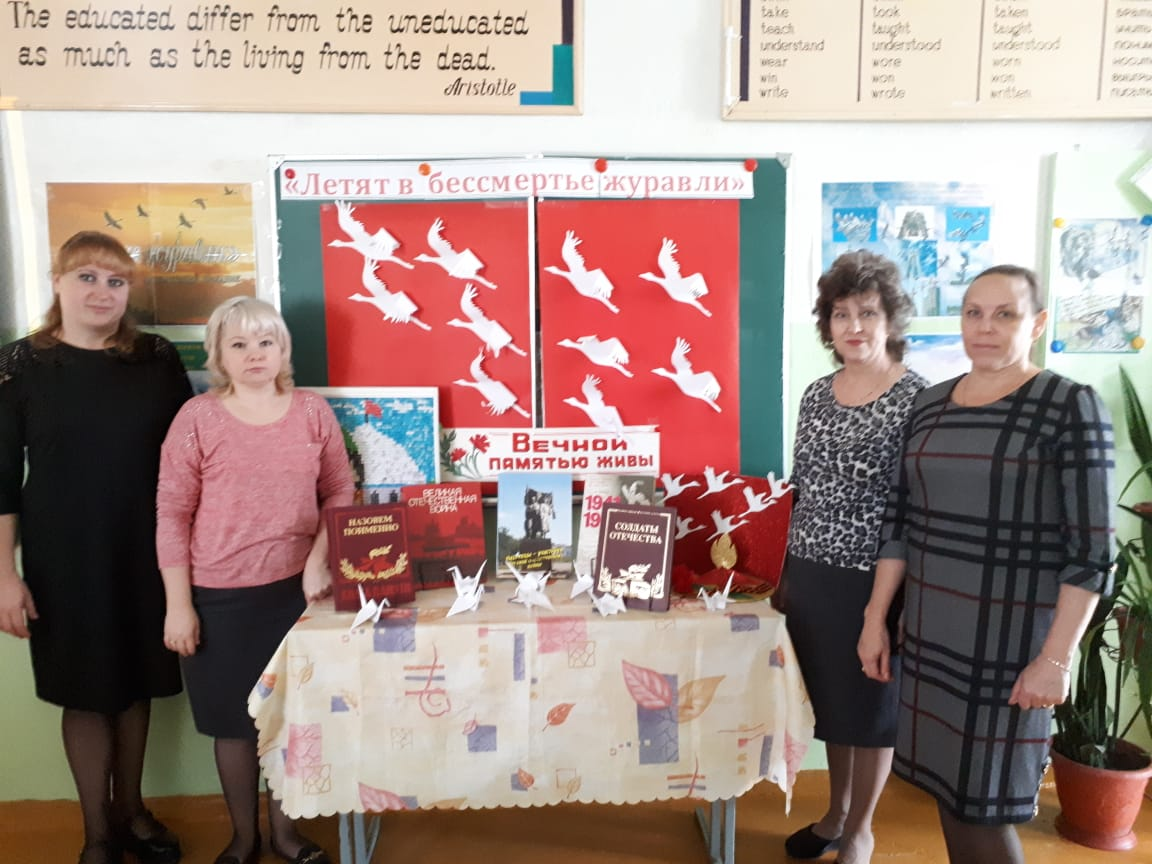 The educated differ from the uneducated
as much as the living from the dead.
Aristotle
take took taken
teach taught taught
understand understood understood
wear wore worn
win won won
write wrote written
«Летят в бессмертье журавли»
журавли
Вечной
памятью живы
НАЗОВЕМ
ПОИМЕННО
ВЕЛИКАЯ
ОТЕЧЕСТВЕННАЯ
ВОЙНА
СОЛДАТЫ
ОТЕЧЕСТВА